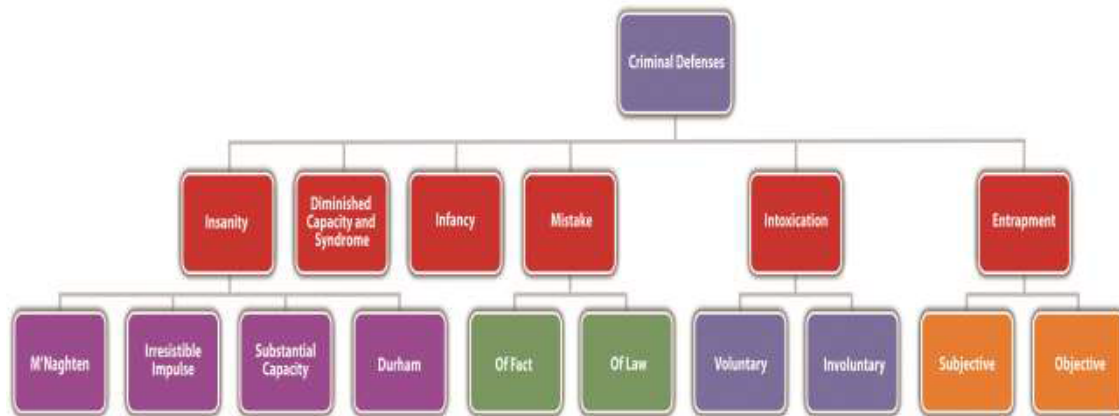 Criminal Defenses
Insanity
Diminished
Capacity and
Syndrome
Infancy
Mistake
Intoxication
Entrapment
M'Naghten
Irresistible
Impulse
Substantial
Capacity
Durham
Of Fact
Of Law
Voluntary
Involuntary
Subjective
Objective